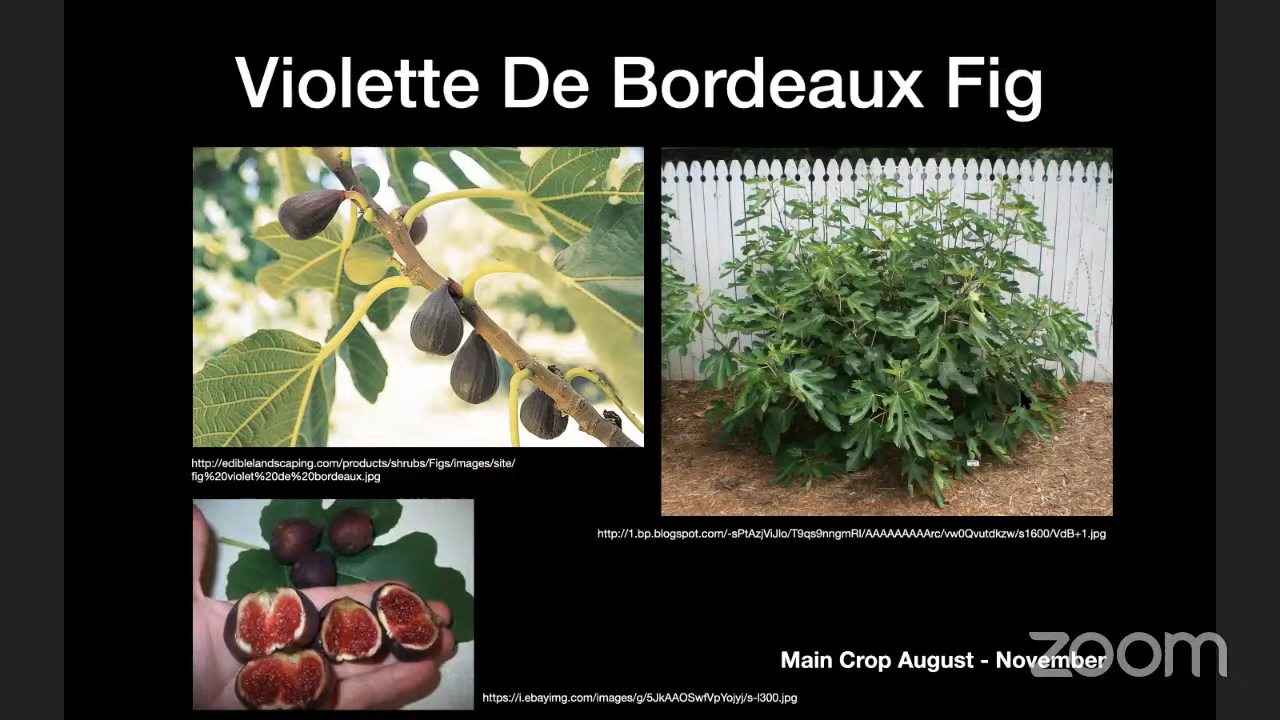 Violette De Bordeaux Fig
http://ediblelandscaping.com/products/shrubs/Figs/images/site/
fig%20violet%20de%20bordeaux.jpg
http://1.bp.blogspot.com/-sPtAzjViJlo/T9qs9nngmRI/AAAAAAAAArc/vw0Qvutdkzw/s1600/VdB+1.jpg
Main Crop August - November
zoom
https://i.ebayimg.com/images/g/5JkAAOSwfVpYojyj/s-l300.jpg